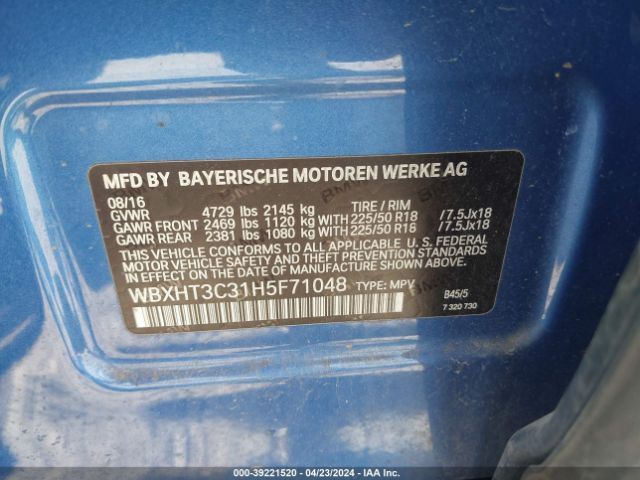 MFD BY BAYERISCHE MOTOREN WERKE AG
08/16 TIRE / RIM
GVWR 4729 lbs 2145 kg
GAWR FRONT 2469 lbs 1120 kg WITH 225/50 R18 /7.5Jx18
GAWR REAR 2381 lbs 1080 kg WITH 225/50 R18 /7.5Jx18
THIS VEHICLE CONFORMS TO ALL APPLICABLE U. S. FEDERAL
MOTOR VEHICLE SAFETY AND THEFT PREVENTION STANDARDS
IN EFFECT ON THE DATE OF MANUFACTURE SHOWN ABOVE.
WBXHT3C31H5F71048 TYPE: MPV
B45/5
7 320 730
000-39221520 - 04/23/2024 - IAA Inc.